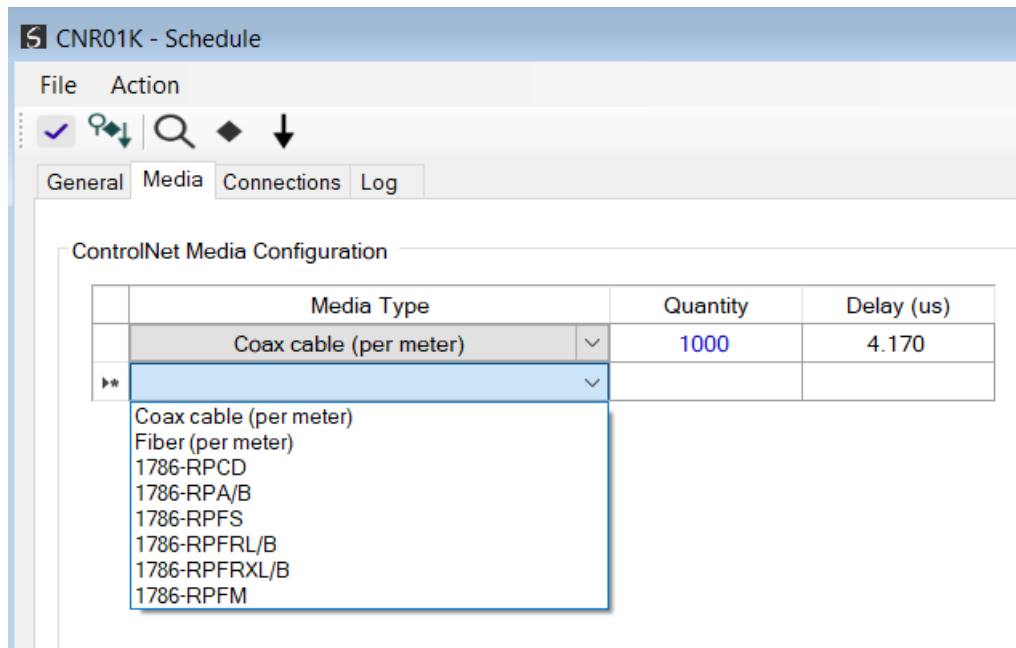 CNR01K - Schedule
File Action
General Media Connections Log
ControlNet Media Configuration
Media Type Quantity Delay (us)
Coax cable (per meter) 1000 4.170
Coax cable (per meter)
Fiber (per meter)
1786-RPCD
1786-RPA/B
1786-RPFS
1786-RPFRL/B
1786-RPFRXL/B
1786-RPFM